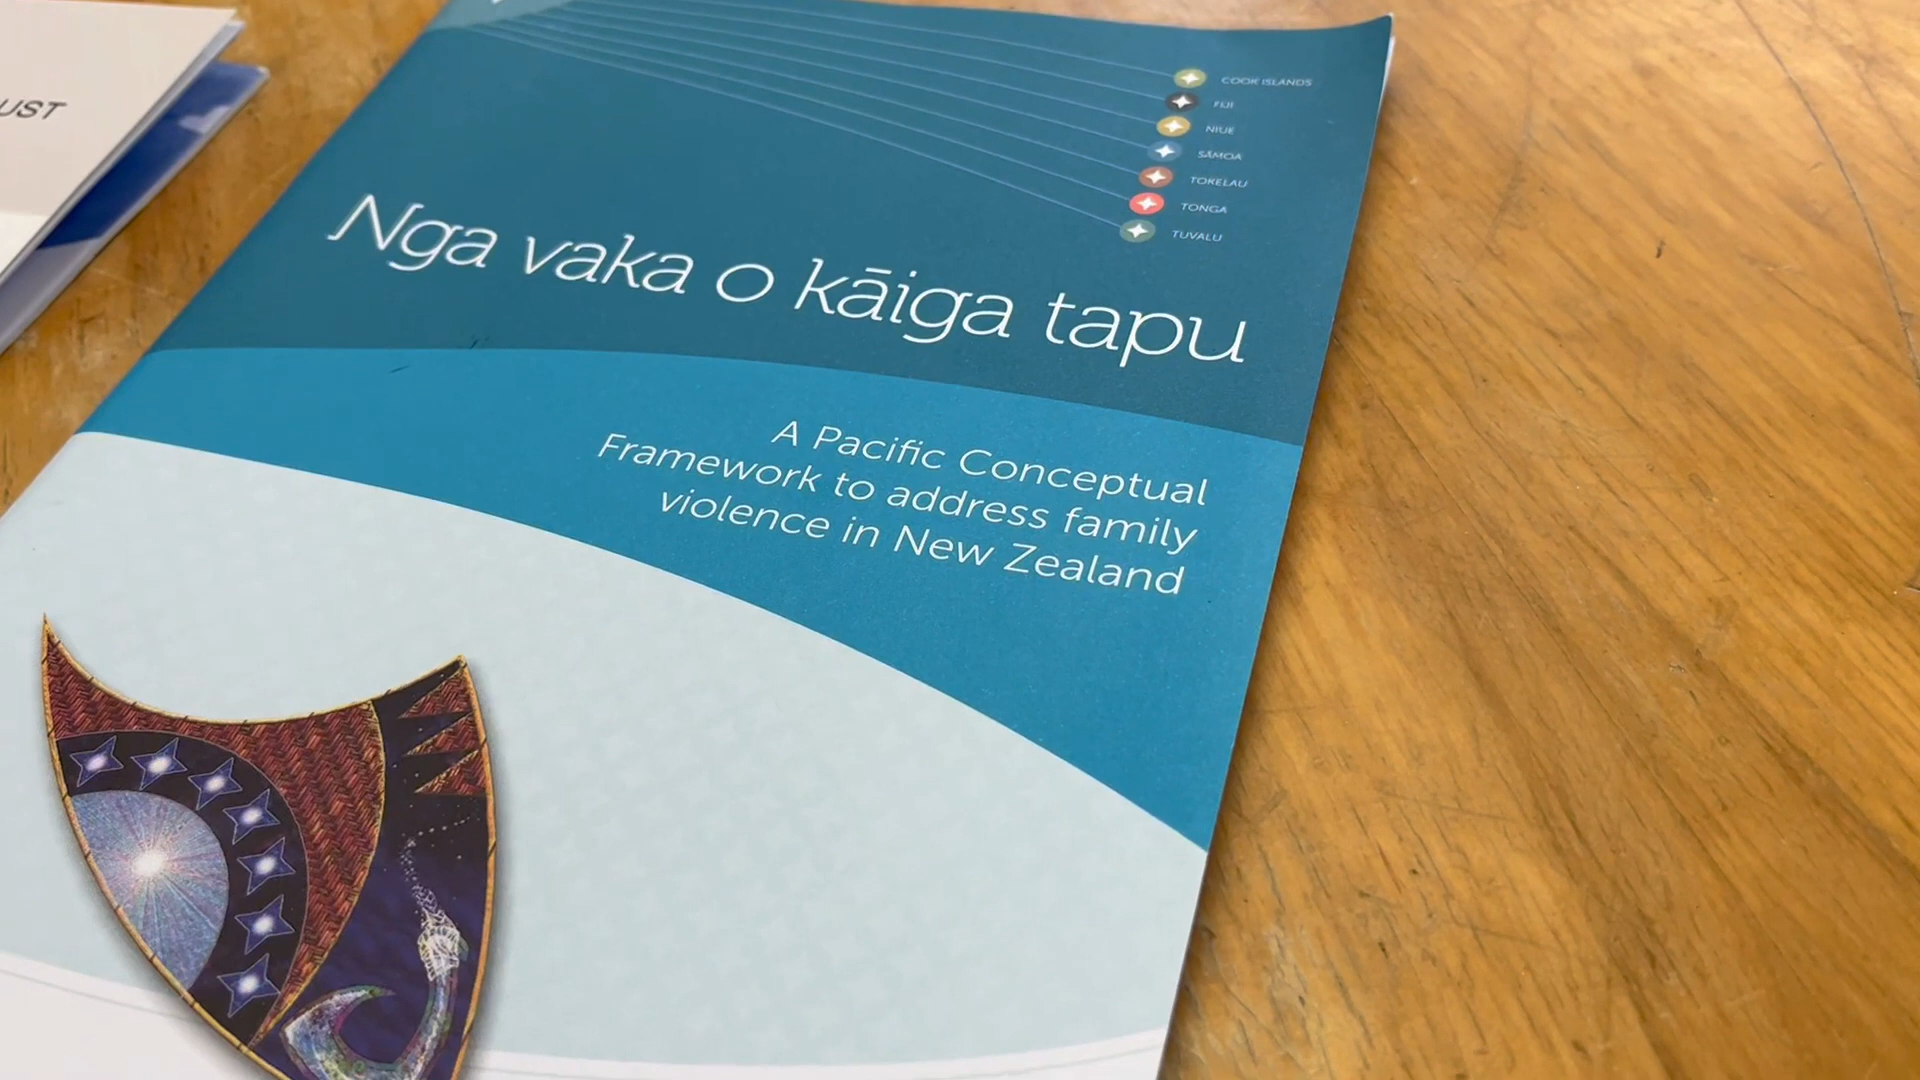 UST
COOK ISLANDS
FIJI
NIUE
SĀMOA
TOKELAU
TONGA
TUVALU
Nga vaka o kāiga tapu
A Pacific Conceptual
Framework to address family
violence in New Zealand